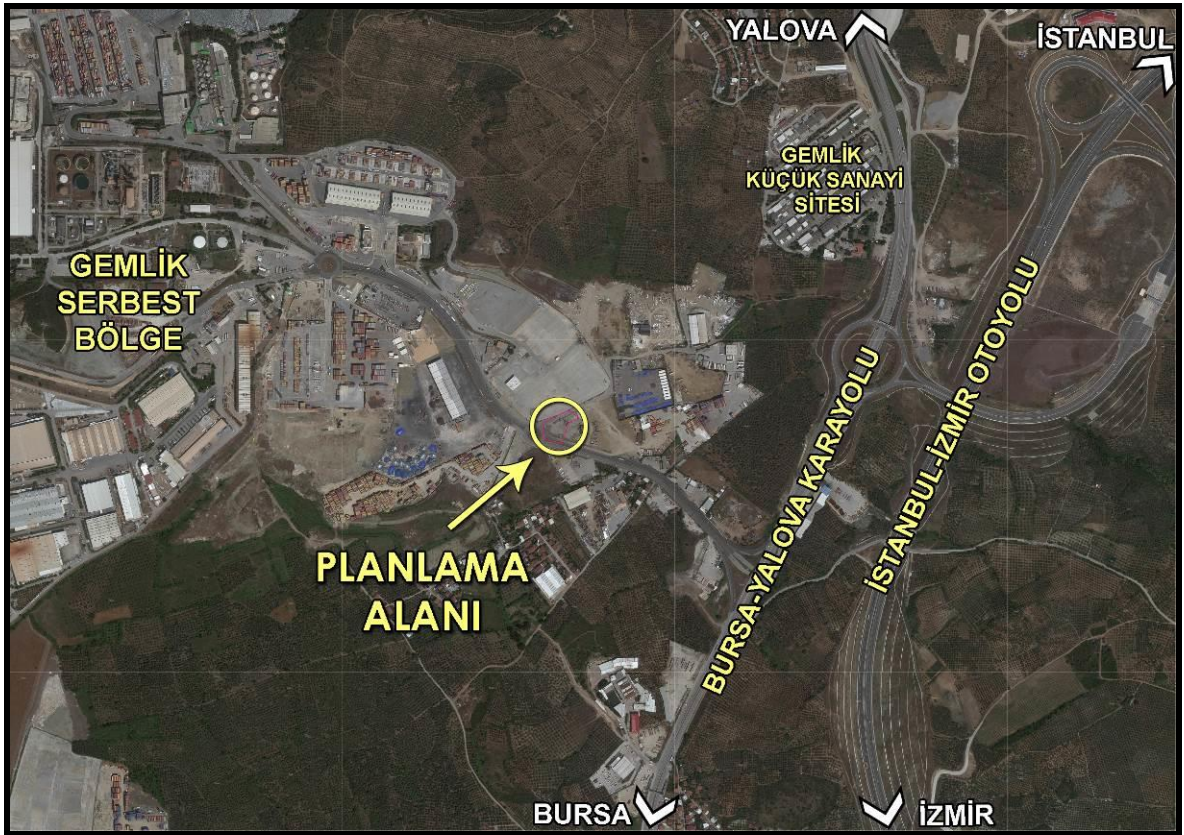 YALOVA
İSTANBUL
GEMLİK
KÜÇÜK SANAYİ
SİTESİ
GEMLİK
SERBEST
BÖLGE
BURSA-YALOVA KARAYOLU
İSTANBUL-İZMİR OTOYOLU
PLANLAMA
ALANI
BURSA
İZMİR